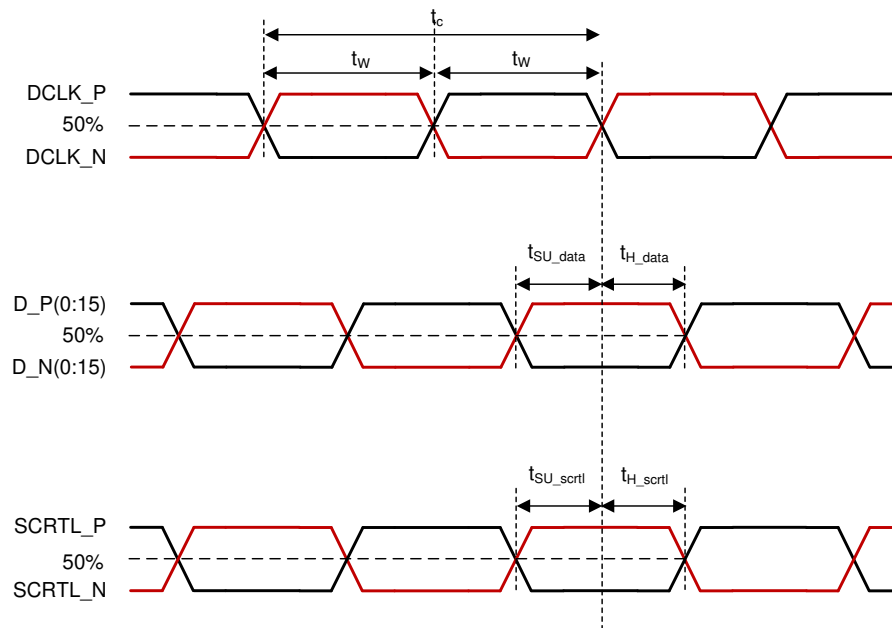 tc
tW tW
DCLK_P
50%
DCLK_N
tSU_data tH_data
D_P(0:15)
50%
D_N(0:15)
tSU_scrtl tH_scrtl
SCRTL_P
50%
SCRTL_N